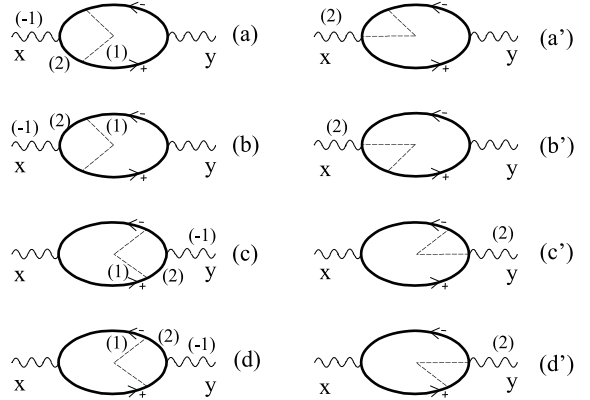 (-1) - (2) -
(2) (1) + (a) + (a')
x y x y
(-1) (2) (1) - (2) -
(b) (b')
x + y x + y
- (-1) - (2)
(c) (c')
x (1) + (2) y x + y
(1) - (2) (-1) - (2)
(d) (d')
x + y x + y